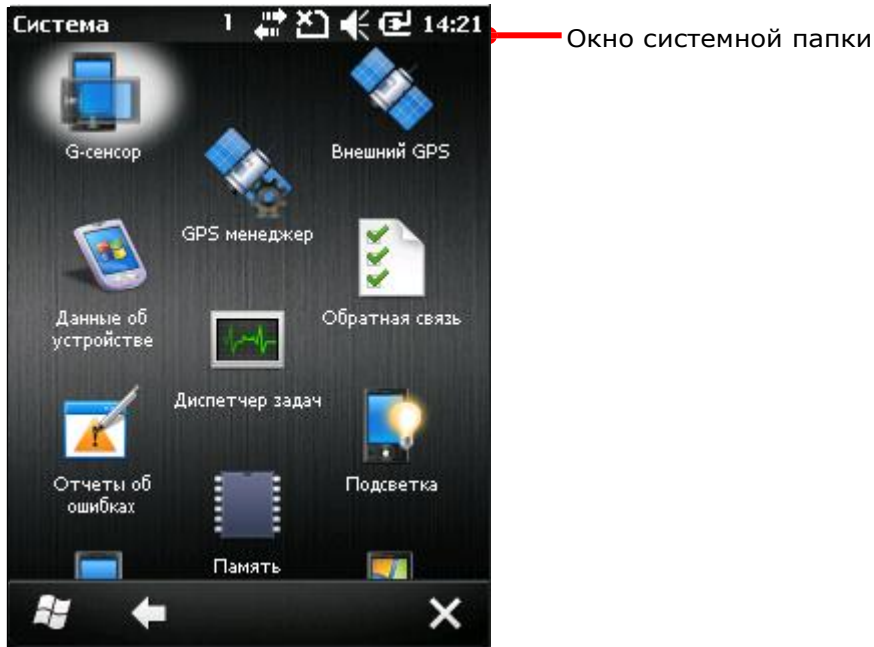 Система 1 14:21
Окно системной папки
G-сенсор
Внешний GPS
GPS менеджер
Данные об
устройстве
Обратная связь
Диспетчер задач
Отчеты об
ошибках
Подсветка
Память